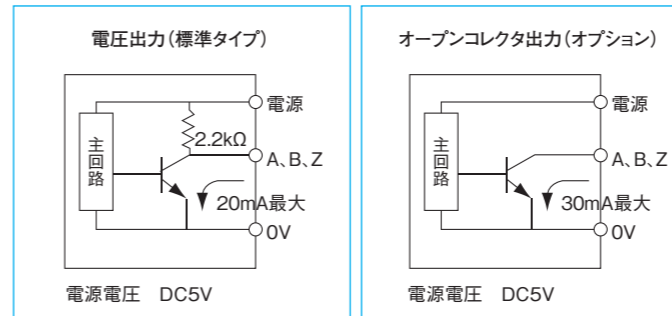 電圧出力(標準タイプ)
電源
2.2kΩ
主回路
A、B、Z
20mA最大
0V
電源電圧 DC5V
オープンコレクタ出力(オプション)
電源
主回路
A、B、Z
30mA最大
0V
電源電圧 DC5V